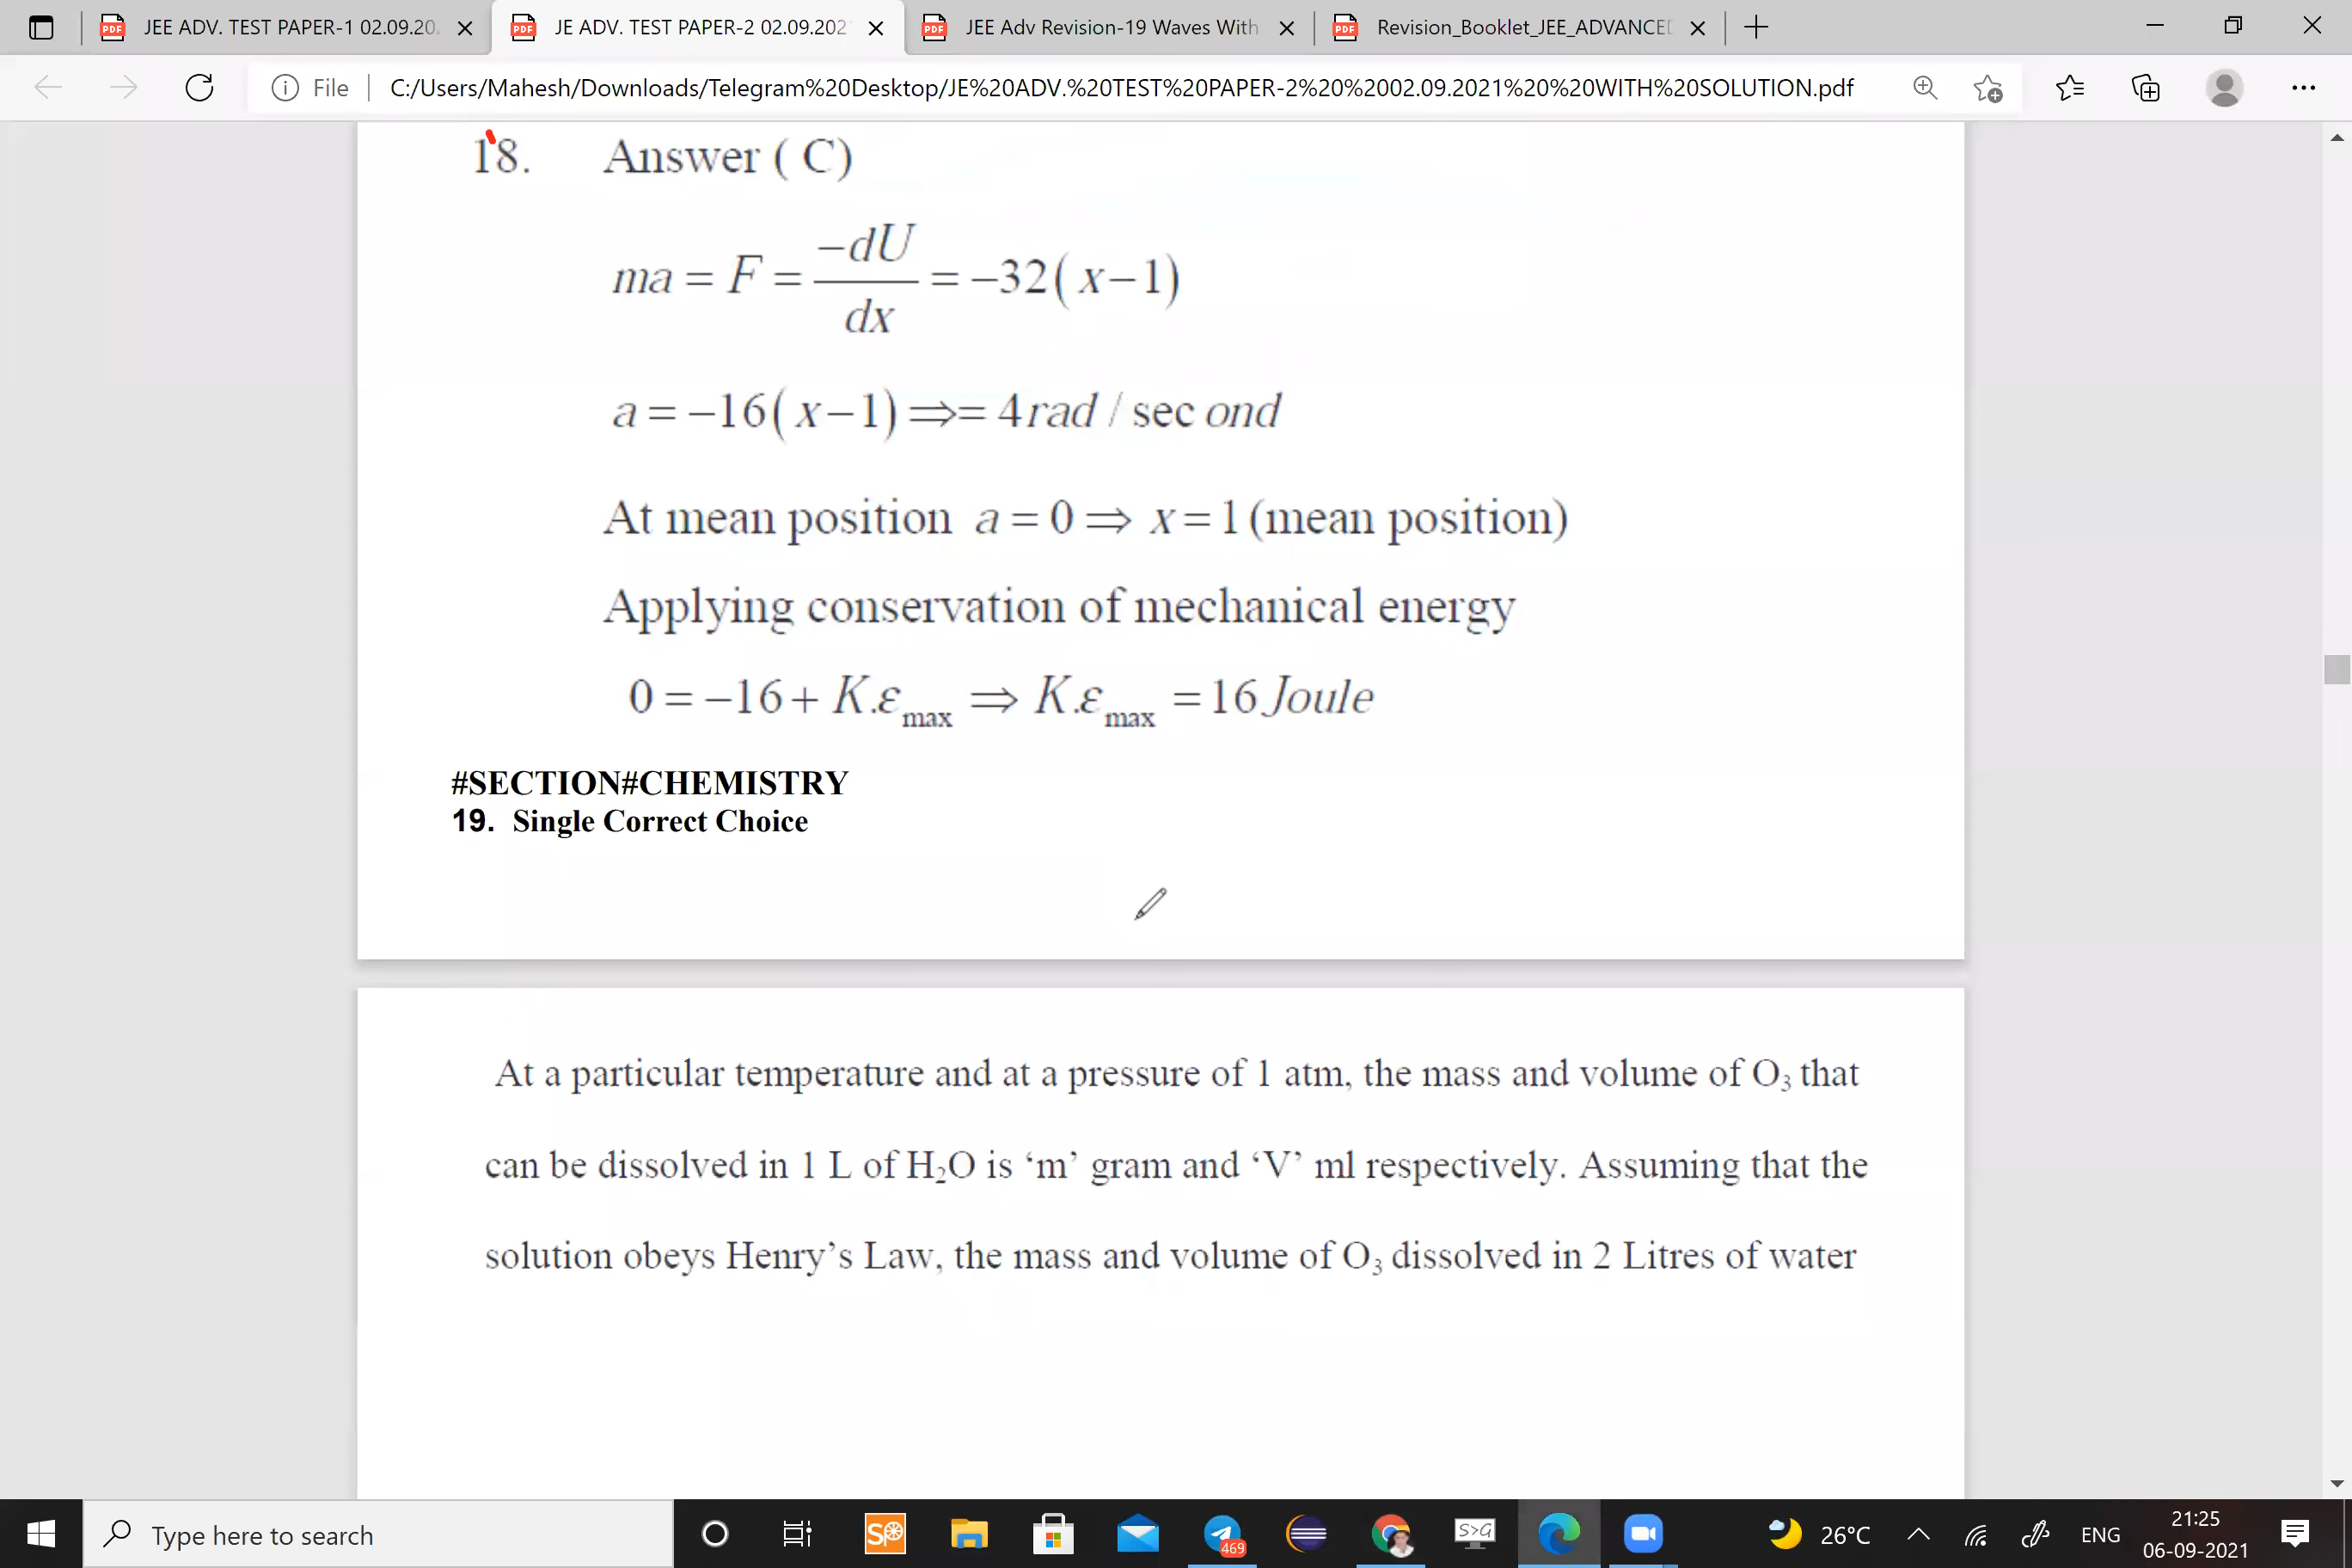 JEE ADV. TEST PAPER-1 02.09.20
JE ADV. TEST PAPER-2 02.09.202
JEE Adv Revision-19 Waves With
Revision_Booklet_JEE_ADVANCED
File
C:/Users/Mahesh/Downloads/Telegram%20Desktop/JE%20ADV.%20TEST%20PAPER-2%20%2002.09.2021%20%20WITH%20SOLUTION.pdf
18. Answer ( C)
ma = F = -dU/dx = -32( x-1)
a = -16( x-1) ⇒= 4 rad / sec ond
At mean position a = 0 ⇒ x = 1 (mean position)
Applying conservation of mechanical energy
0 = -16 + K.ε_max ⇒ K.ε_max = 16 Joule
#SECTION#CHEMISTRY
19. Single Correct Choice
At a particular temperature and at a pressure of 1 atm, the mass and volume of O₃ that
can be dissolved in 1 L of H₂O is ‘m’ gram and ‘V’ ml respectively. Assuming that the
solution obeys Henry’s Law, the mass and volume of O₃ dissolved in 2 Litres of water
Type here to search
SP
469
S>G
26°C
ENG
21:25
06-09-2021